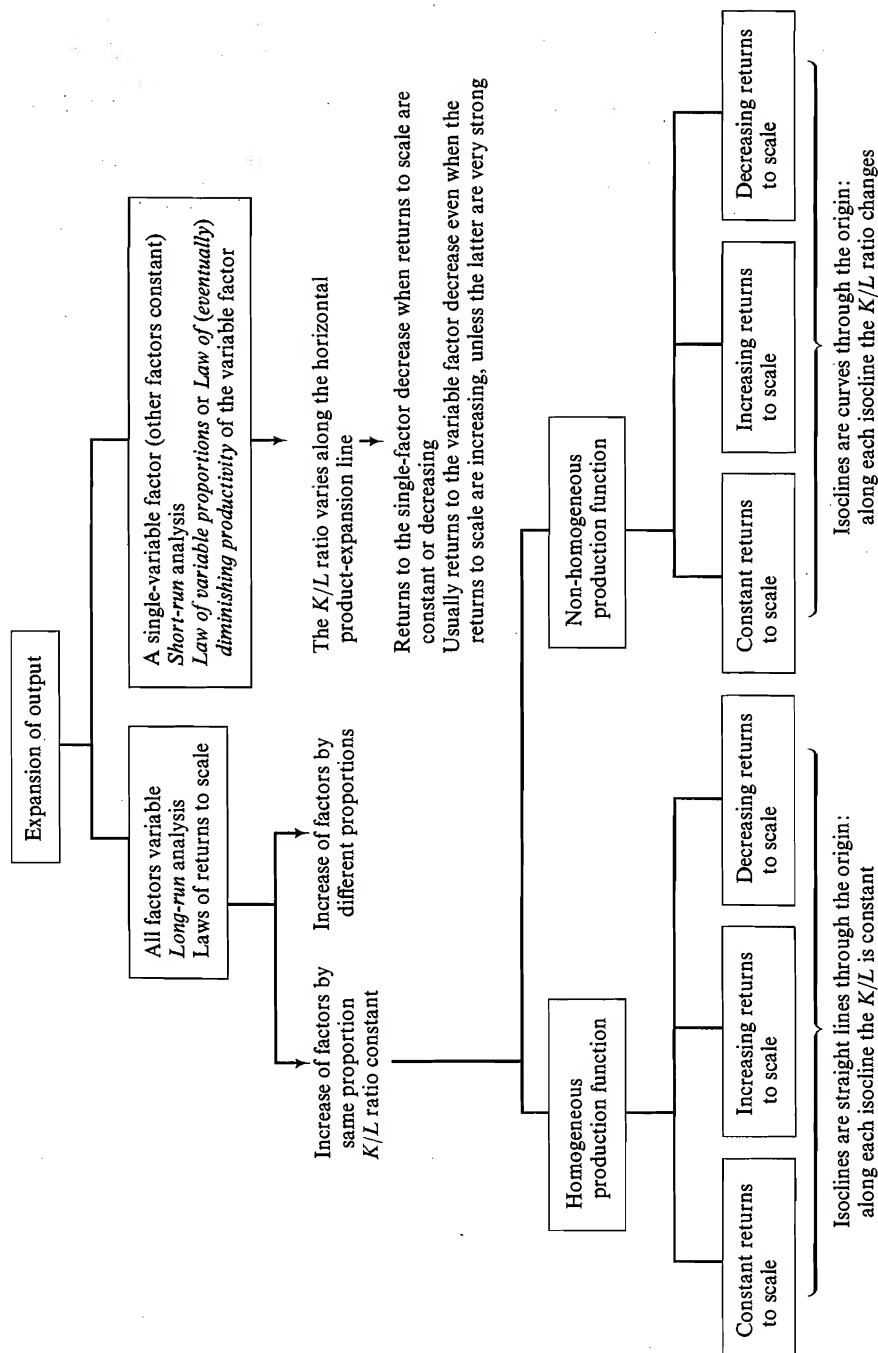 Expansion of output
All factors variable
Long-run analysis
Laws of returns to scale
A single-variable factor (other factors constant)
Short-run analysis
Law of variable proportions or Law of (eventually)
diminishing productivity of the variable factor
Increase of factors by
same proportion
K/L ratio constant
Increase of factors by
different proportions
The K/L ratio varies along the horizontal
product-expansion line
Returns to the single-factor decrease when returns to scale are
constant or decreasing
Usually returns to the variable factor decrease even when the
returns to scale are increasing, unless the latter are very strong
Homogeneous
production function
Non-homogeneous
production function
Constant returns
to scale
Increasing returns
to scale
Decreasing returns
to scale
Constant returns
to scale
Increasing returns
to scale
Decreasing returns
to scale
Isoclines are straight lines through the origin:
along each isocline the K/L is constant
Isoclines are curves through the origin:
along each isocline the K/L ratio changes